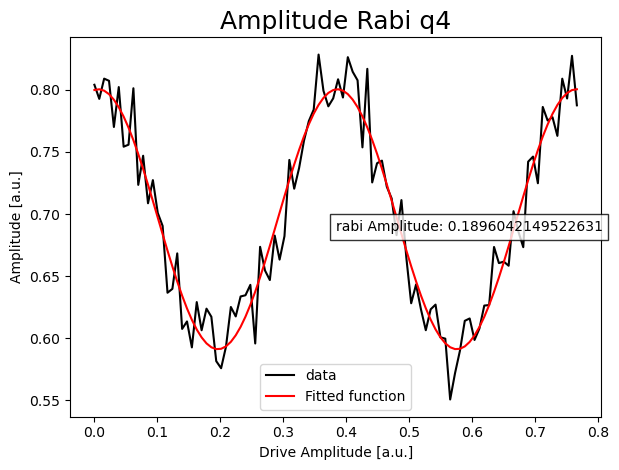 Amplitude Rabi q4
Amplitude [a.u.]
0.80
0.75
0.70
0.65
0.60
0.55
rabi Amplitude: 0.1896042149522631
data
Fitted function
0.0 0.1 0.2 0.3 0.4 0.5 0.6 0.7 0.8
Drive Amplitude [a.u.]